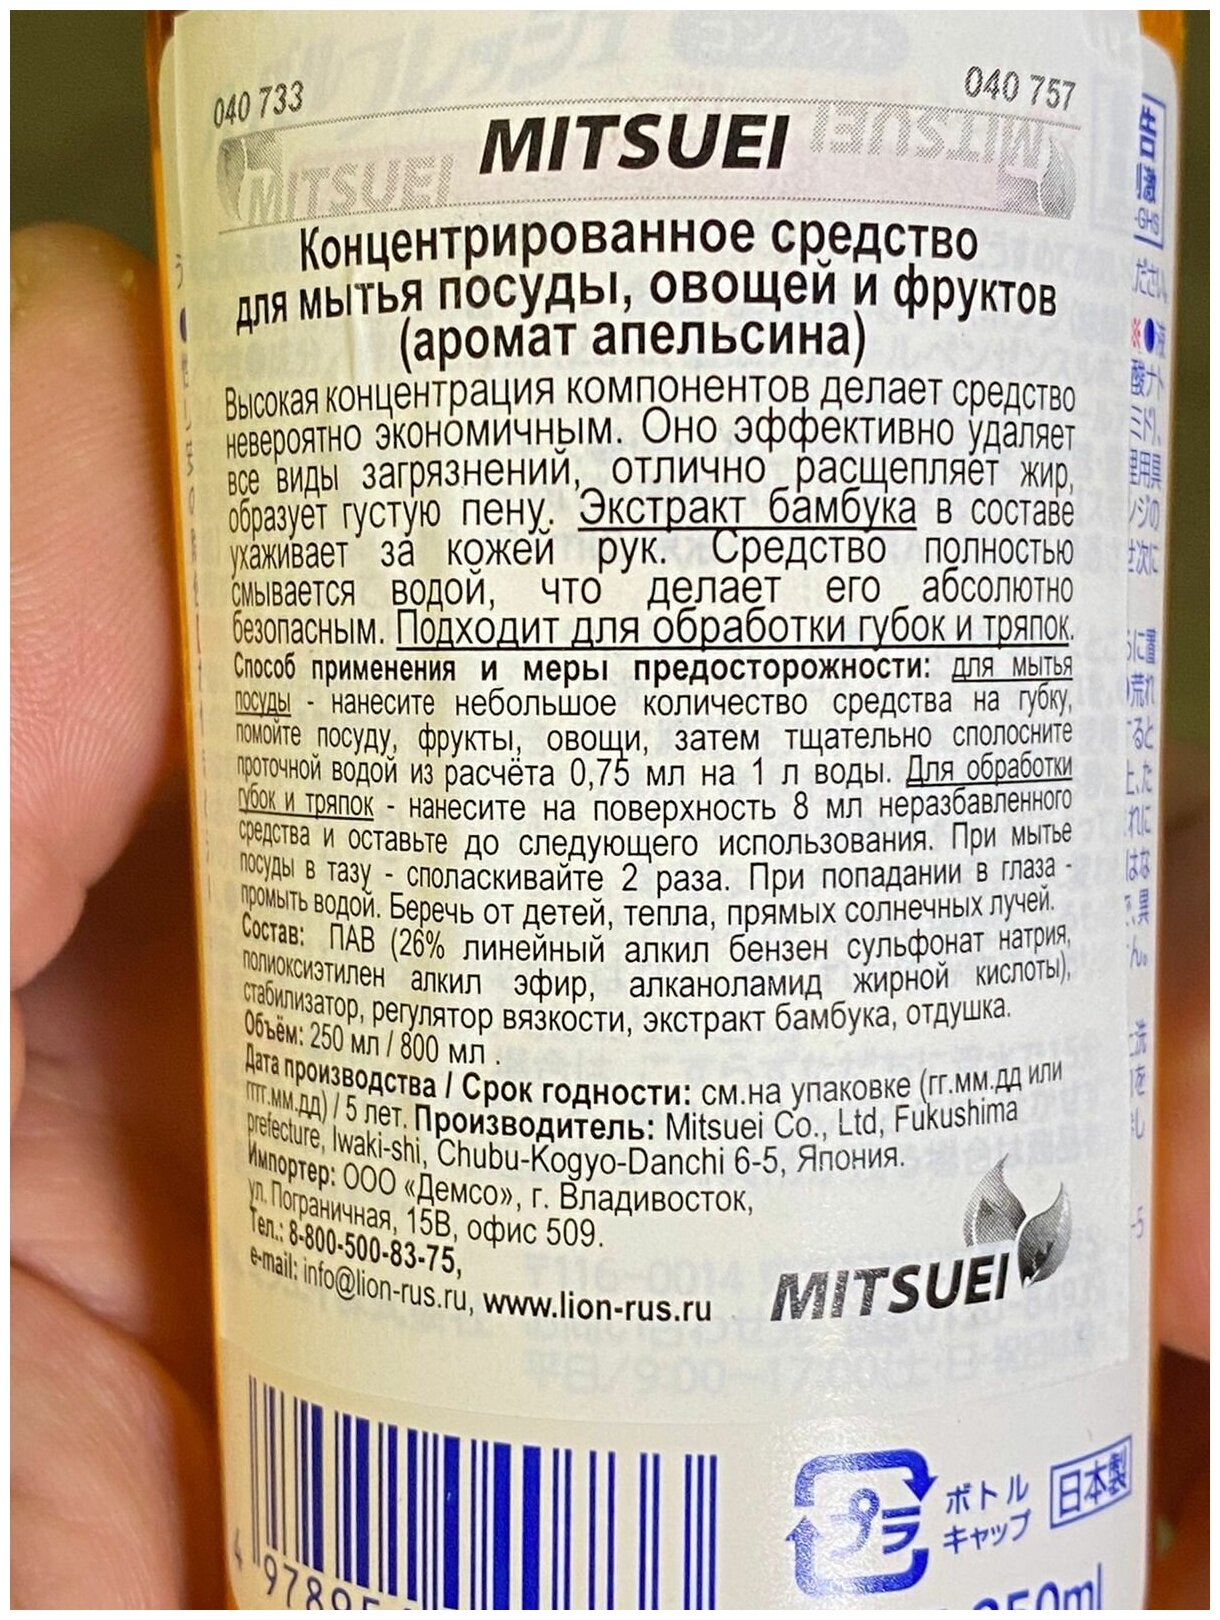 040 733
040 757
MITSUEI
MITSUEI
MITSUEI
Концентрированное средство
для мытья посуды, овощей и фруктов
(аромат апельсина)
Высокая концентрация компонентов делает средство
невероятно экономичным. Оно эффективно удаляет
все виды загрязнений, отлично расщепляет жир,
образует густую пену. Экстракт бамбука в составе
ухаживает за кожей рук. Средство полностью
смывается водой, что делает его абсолютно
безопасным. Подходит для обработки губок и тряпок.
Способ применения и меры предосторожности: для мытья
посуды - нанесите небольшое количество средства на губку,
помойте посуду, фрукты, овощи, затем тщательно сполосните
проточной водой из расчёта 0,75 мл на 1 л воды. Для обработки
губок и тряпок - нанесите на поверхность 8 мл неразбавленного
средства и оставьте до следующего использования. При мытье
посуды в тазу - споласкивайте 2 раза. При попадании в глаза -
промыть водой. Беречь от детей, тепла, прямых солнечных лучей.
Состав: ПАВ (26% линейный алкил бензен сульфонат натрия,
полиоксиэтилен алкил эфир, алканоламид жирной кислоты),
стабилизатор, регулятор вязкости, экстракт бамбука, отдушка.
Объём: 250 мл / 800 мл .
Дата производства / Срок годности: см.на упаковке (гг.мм.дд или
гггг.мм.дд) / 5 лет. Производитель: Mitsuei Co., Ltd, Fukushima
prefecture, Iwaki-shi, Chubu-Kogyo-Danchi 6-5, Япония.
Импортер: ООО «Демсо», г. Владивосток,
ул. Пограничная, 15В, офис 509.
Тел.: 8-800-500-83-75,
e-mail: info@lion-rus.ru, www.lion-rus.ru
MITSUEI
プラ
ボトル
キャップ
日本製